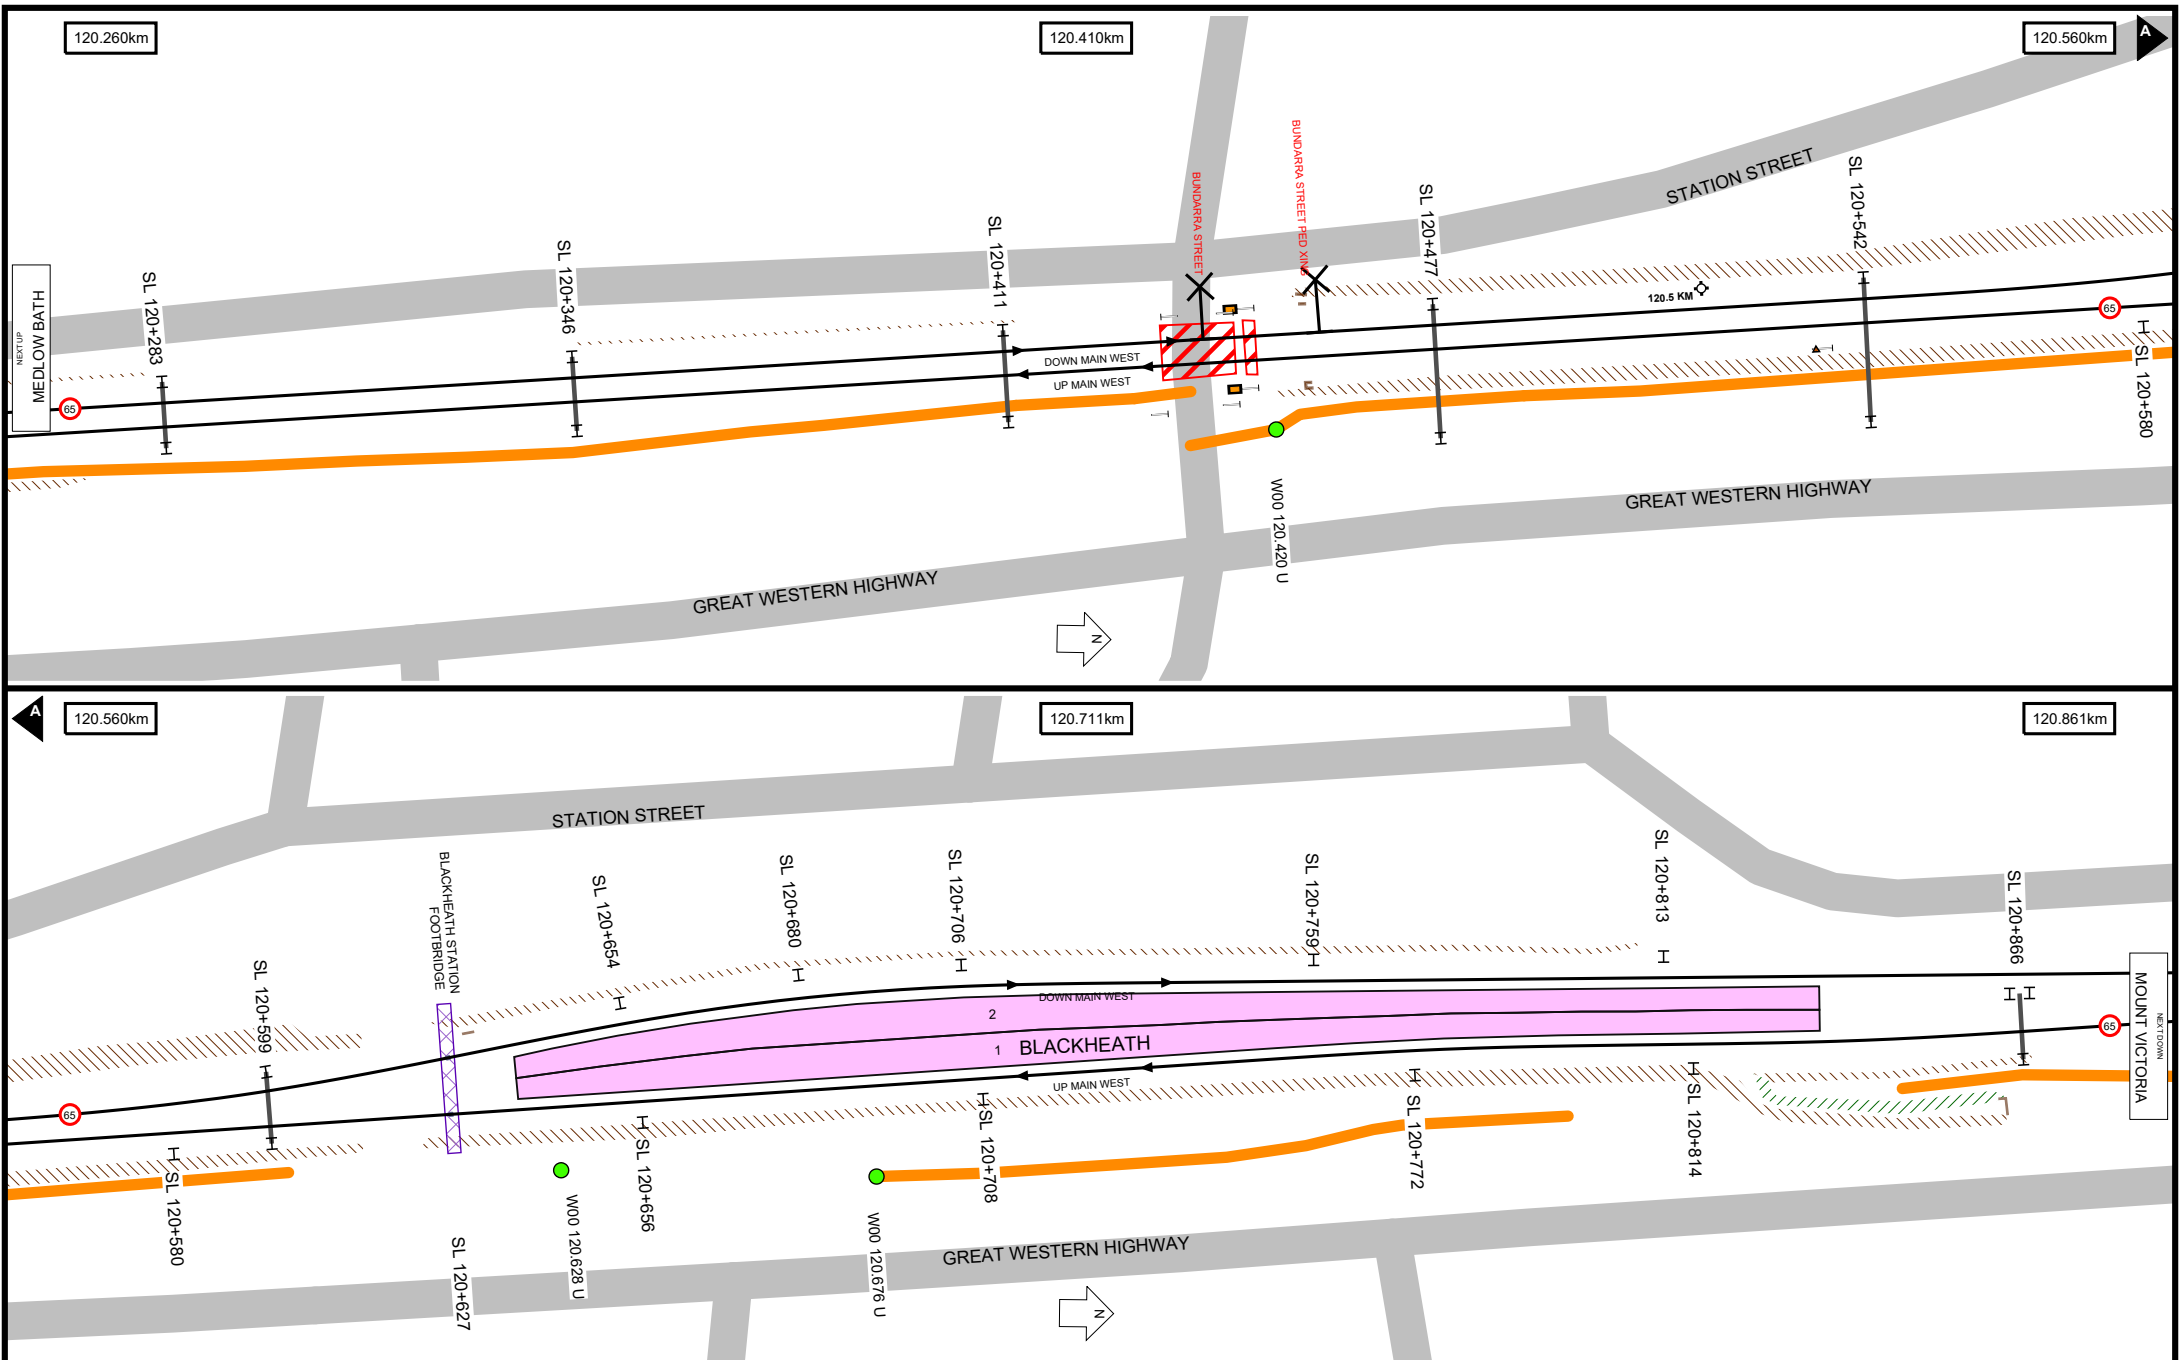 120.260km
120.410km
120.560km
A
BUNDARRA STREET
BUNDARRA STREET PED XING
STATION STREET
SL 120+283
SL 120+346
SL 120+411
SL 120+477
SL 120+542
SL 120+580
NEXT UP
MEDLOW BATH
65
120.5 KM
65
DOWN MAIN WEST
UP MAIN WEST
W00 120.420 U
GREAT WESTERN HIGHWAY
GREAT WESTERN HIGHWAY
N
A
120.560km
120.711km
120.861km
STATION STREET
BLACKHEATH STATION
FOOTBRIDGE
SL 120+599
SL 120+654
SL 120+680
SL 120+706
SL 120+759
SL 120+813
SL 120+866
DOWN MAIN WEST
2
1
BLACKHEATH
UP MAIN WEST
65
65
NEXT DOWN
MOUNT VICTORIA
SL 120+580
SL 120+627
SL 120+656
SL 120+708
SL 120+772
SL 120+814
W00 120.628 U
W00 120.676 U
GREAT WESTERN HIGHWAY
N